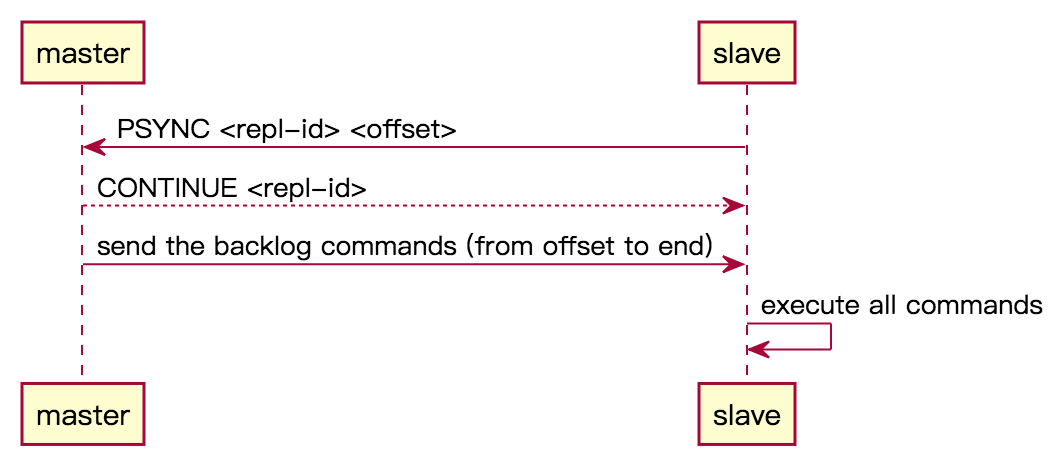 master
slave
PSYNC <repl-id> <offset>
CONTINUE <repl-id>
send the backlog commands (from offset to end)
execute all commands
master
slave